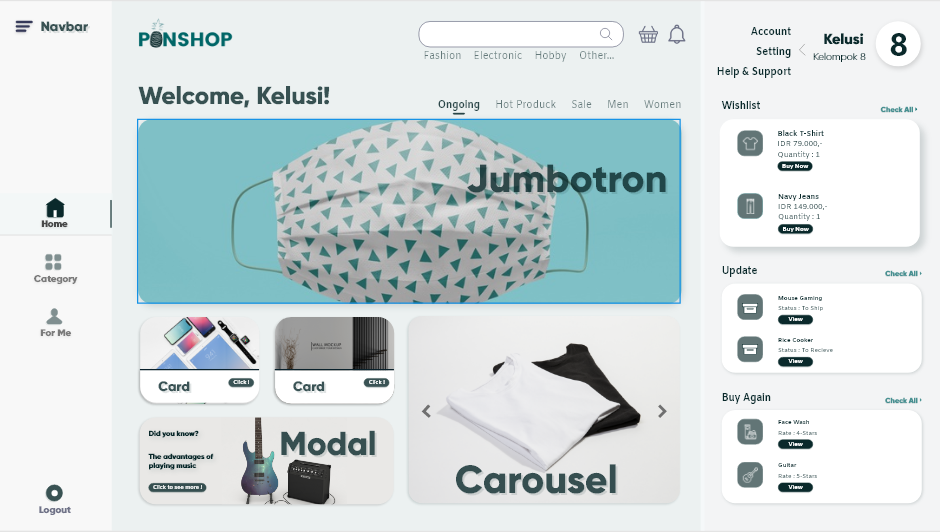 Navbar
Home
Category
For Me
Logout
PONSHOP
Fashion Electronic Hobby Other...
Welcome, Kelusi!
Ongoing Hot Produck Sale Men Women
Jumbotron
Card
Click !
WALL MOCKUP
Card
Click !
Did you know?
The advantages of
playing music
Click to see more !
Modal
Carousel
Account
Setting
Help & Support
Kelusi
Kelompok 8
8
Wishlist
Check All
Black T-Shirt
IDR 79.000,-
Quantity : 1
Buy Now
Navy Jeans
IDR 149.000,-
Quantity : 1
Buy Now
Update
Check All
Mouse Gaming
Status : To Ship
View
Rice Cooker
Status : To Recieve
View
Buy Again
Check All
Face Wash
Rate : 4-Stars
View
Guitar
Rate : 5-Stars
View